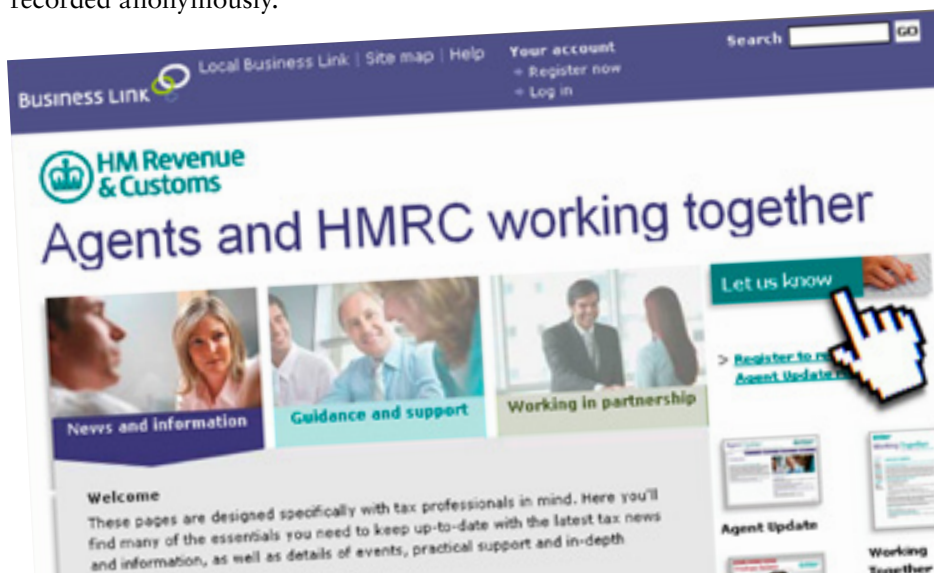 recorded anonymously.
Business Link
Local Business Link | Site map | Help
Your account
Register now
Log in
Search
GO
HM Revenue
& Customs
Agents and HMRC working together
News and information
Guidance and support
Working in partnership
Let us know
> Register to
Agent Update
Welcome
These pages are designed specifically with tax professionals in mind. Here you'll
find many of the essentials you need to keep up-to-date with the latest tax news
and information, as well as details of events, practical support and in-depth
Agent Update
Working
Together